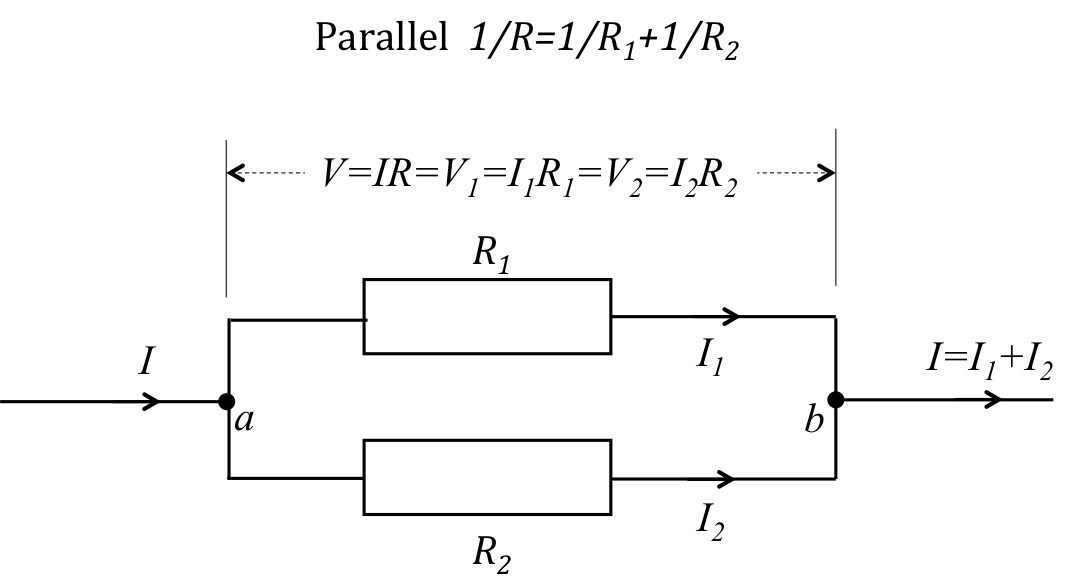 Parallel 1/R=1/R₁+1/R₂
V=IR=V₁=I₁R₁=V₂=I₂R₂
R₁
I
I₁
I=I₁+I₂
a
b
I₂
R₂